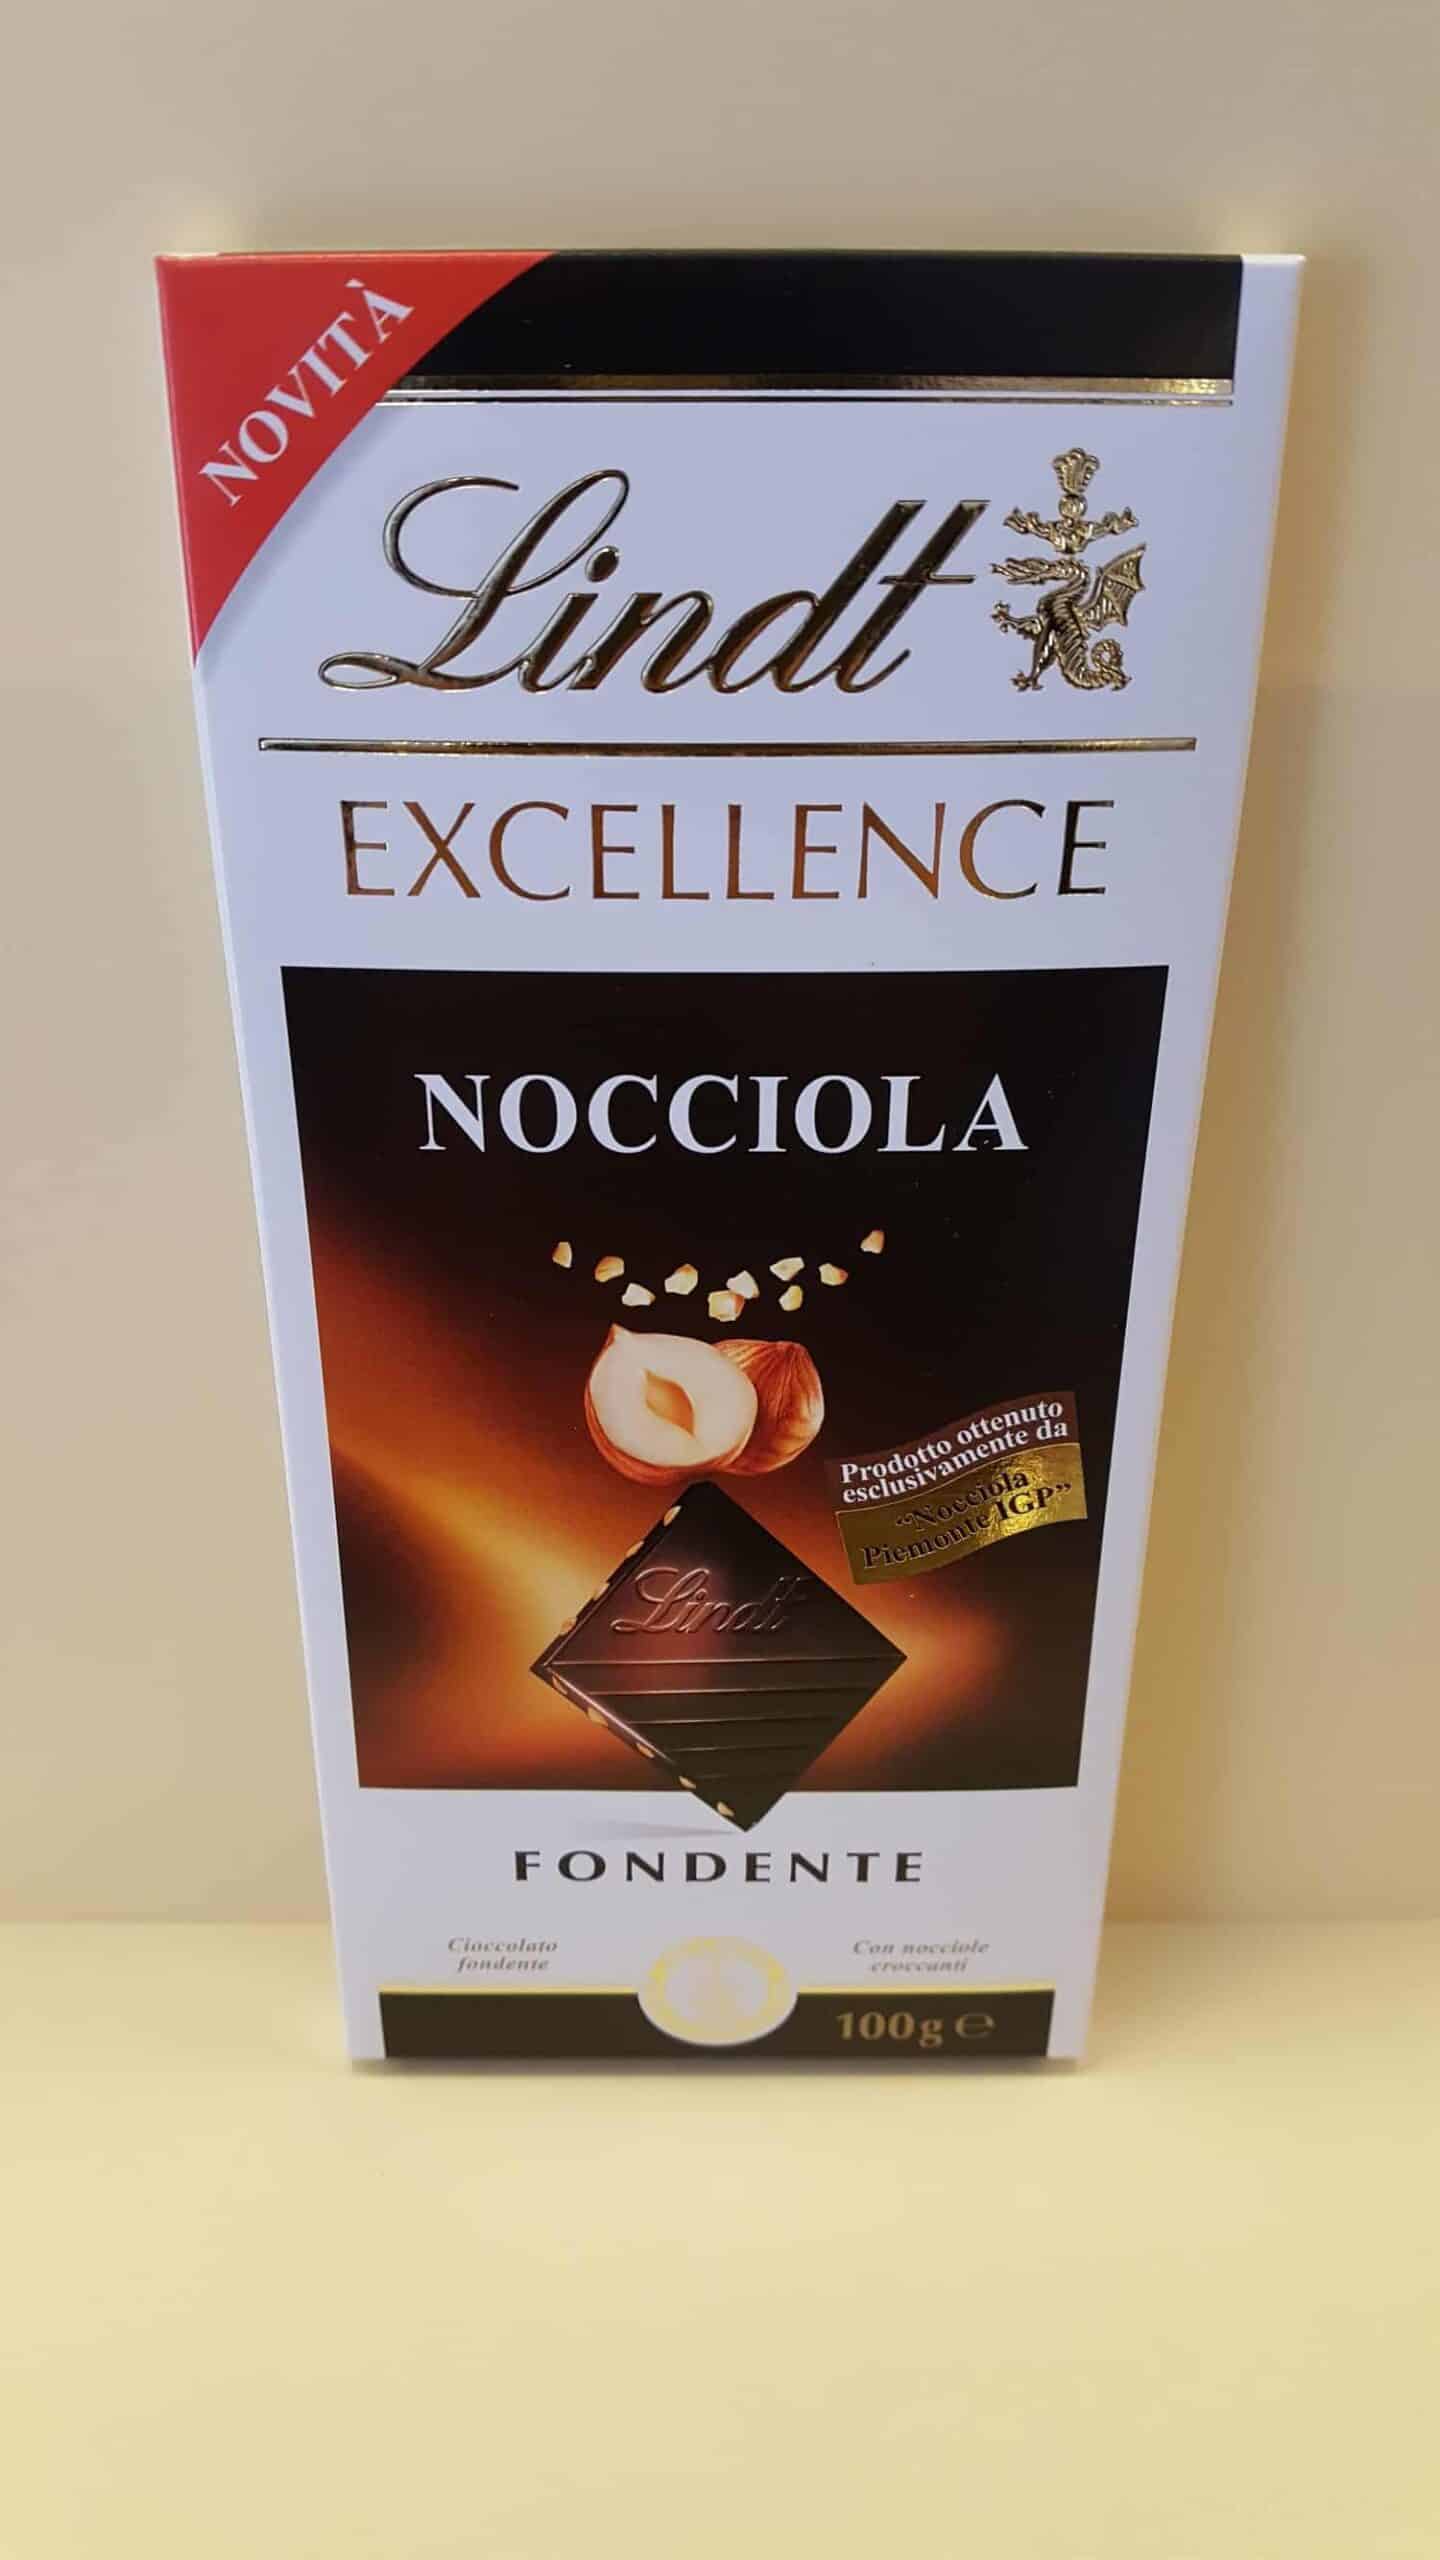 NOVITÀ
Lindt
EXCELLENCE
NOCCIOLA
Prodotto ottenuto
esclusivamente da
“Nocciola
Piemonte IGP”
Lindt
FONDENTE
Cioccolato
fondente
Con nocciole
croccanti
100g ℮